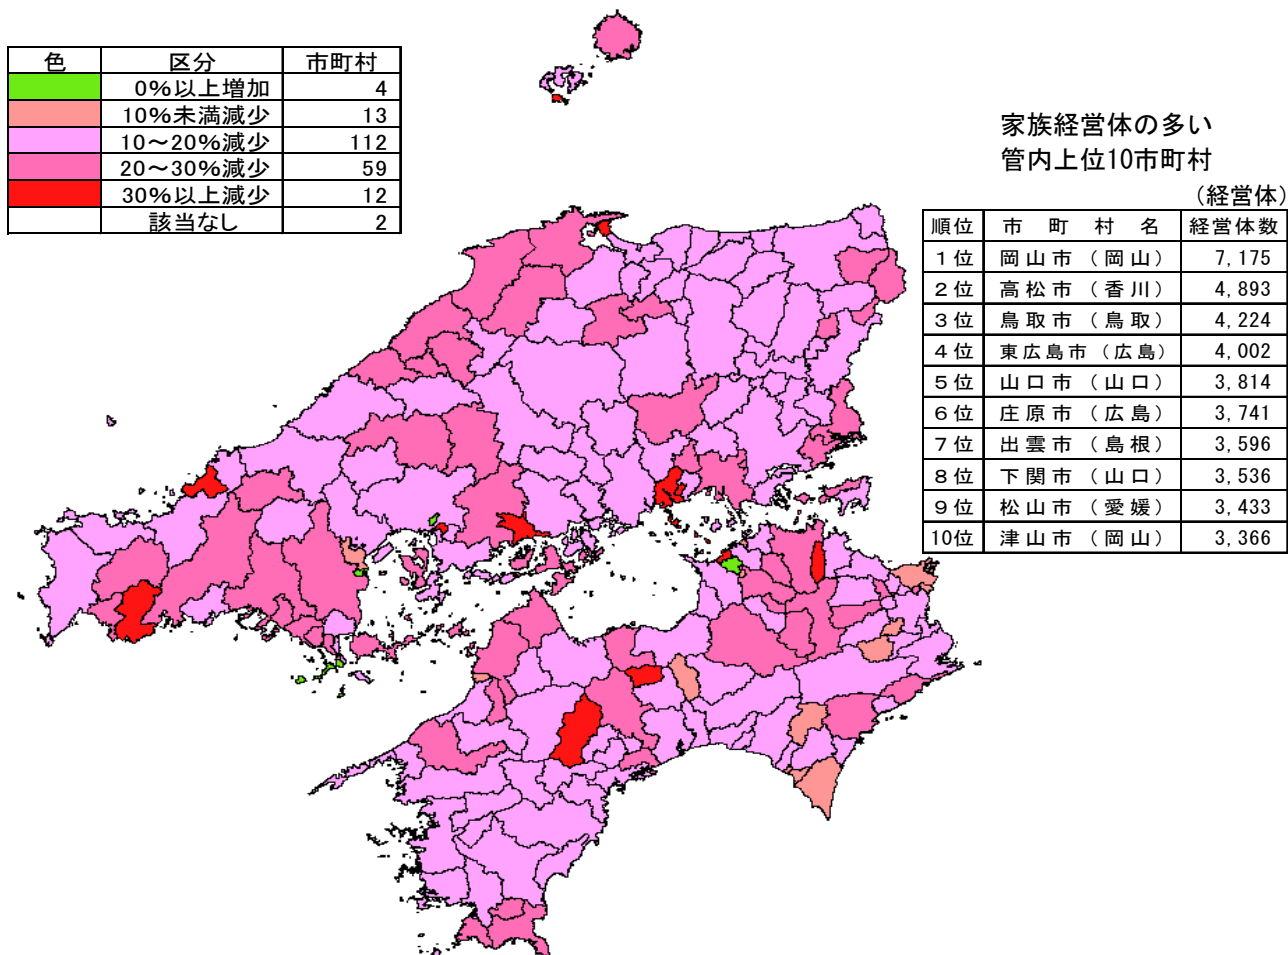 色 区分 市町村
0%以上増加 4
10%未満減少 13
10～20%減少 112
20～30%減少 59
30%以上減少 12
該当なし 2
家族経営体の多い
管内上位10市町村
(経営体)
順位 市町村名 経営体数
1位 岡山市(岡山) 7,175
2位 高松市(香川) 4,893
3位 鳥取市(鳥取) 4,224
4位 東広島市(広島) 4,002
5位 山口市(山口) 3,814
6位 庄原市(広島) 3,741
7位 出雲市(島根) 3,596
8位 下関市(山口) 3,536
9位 松山市(愛媛) 3,433
10位 津山市(岡山) 3,366